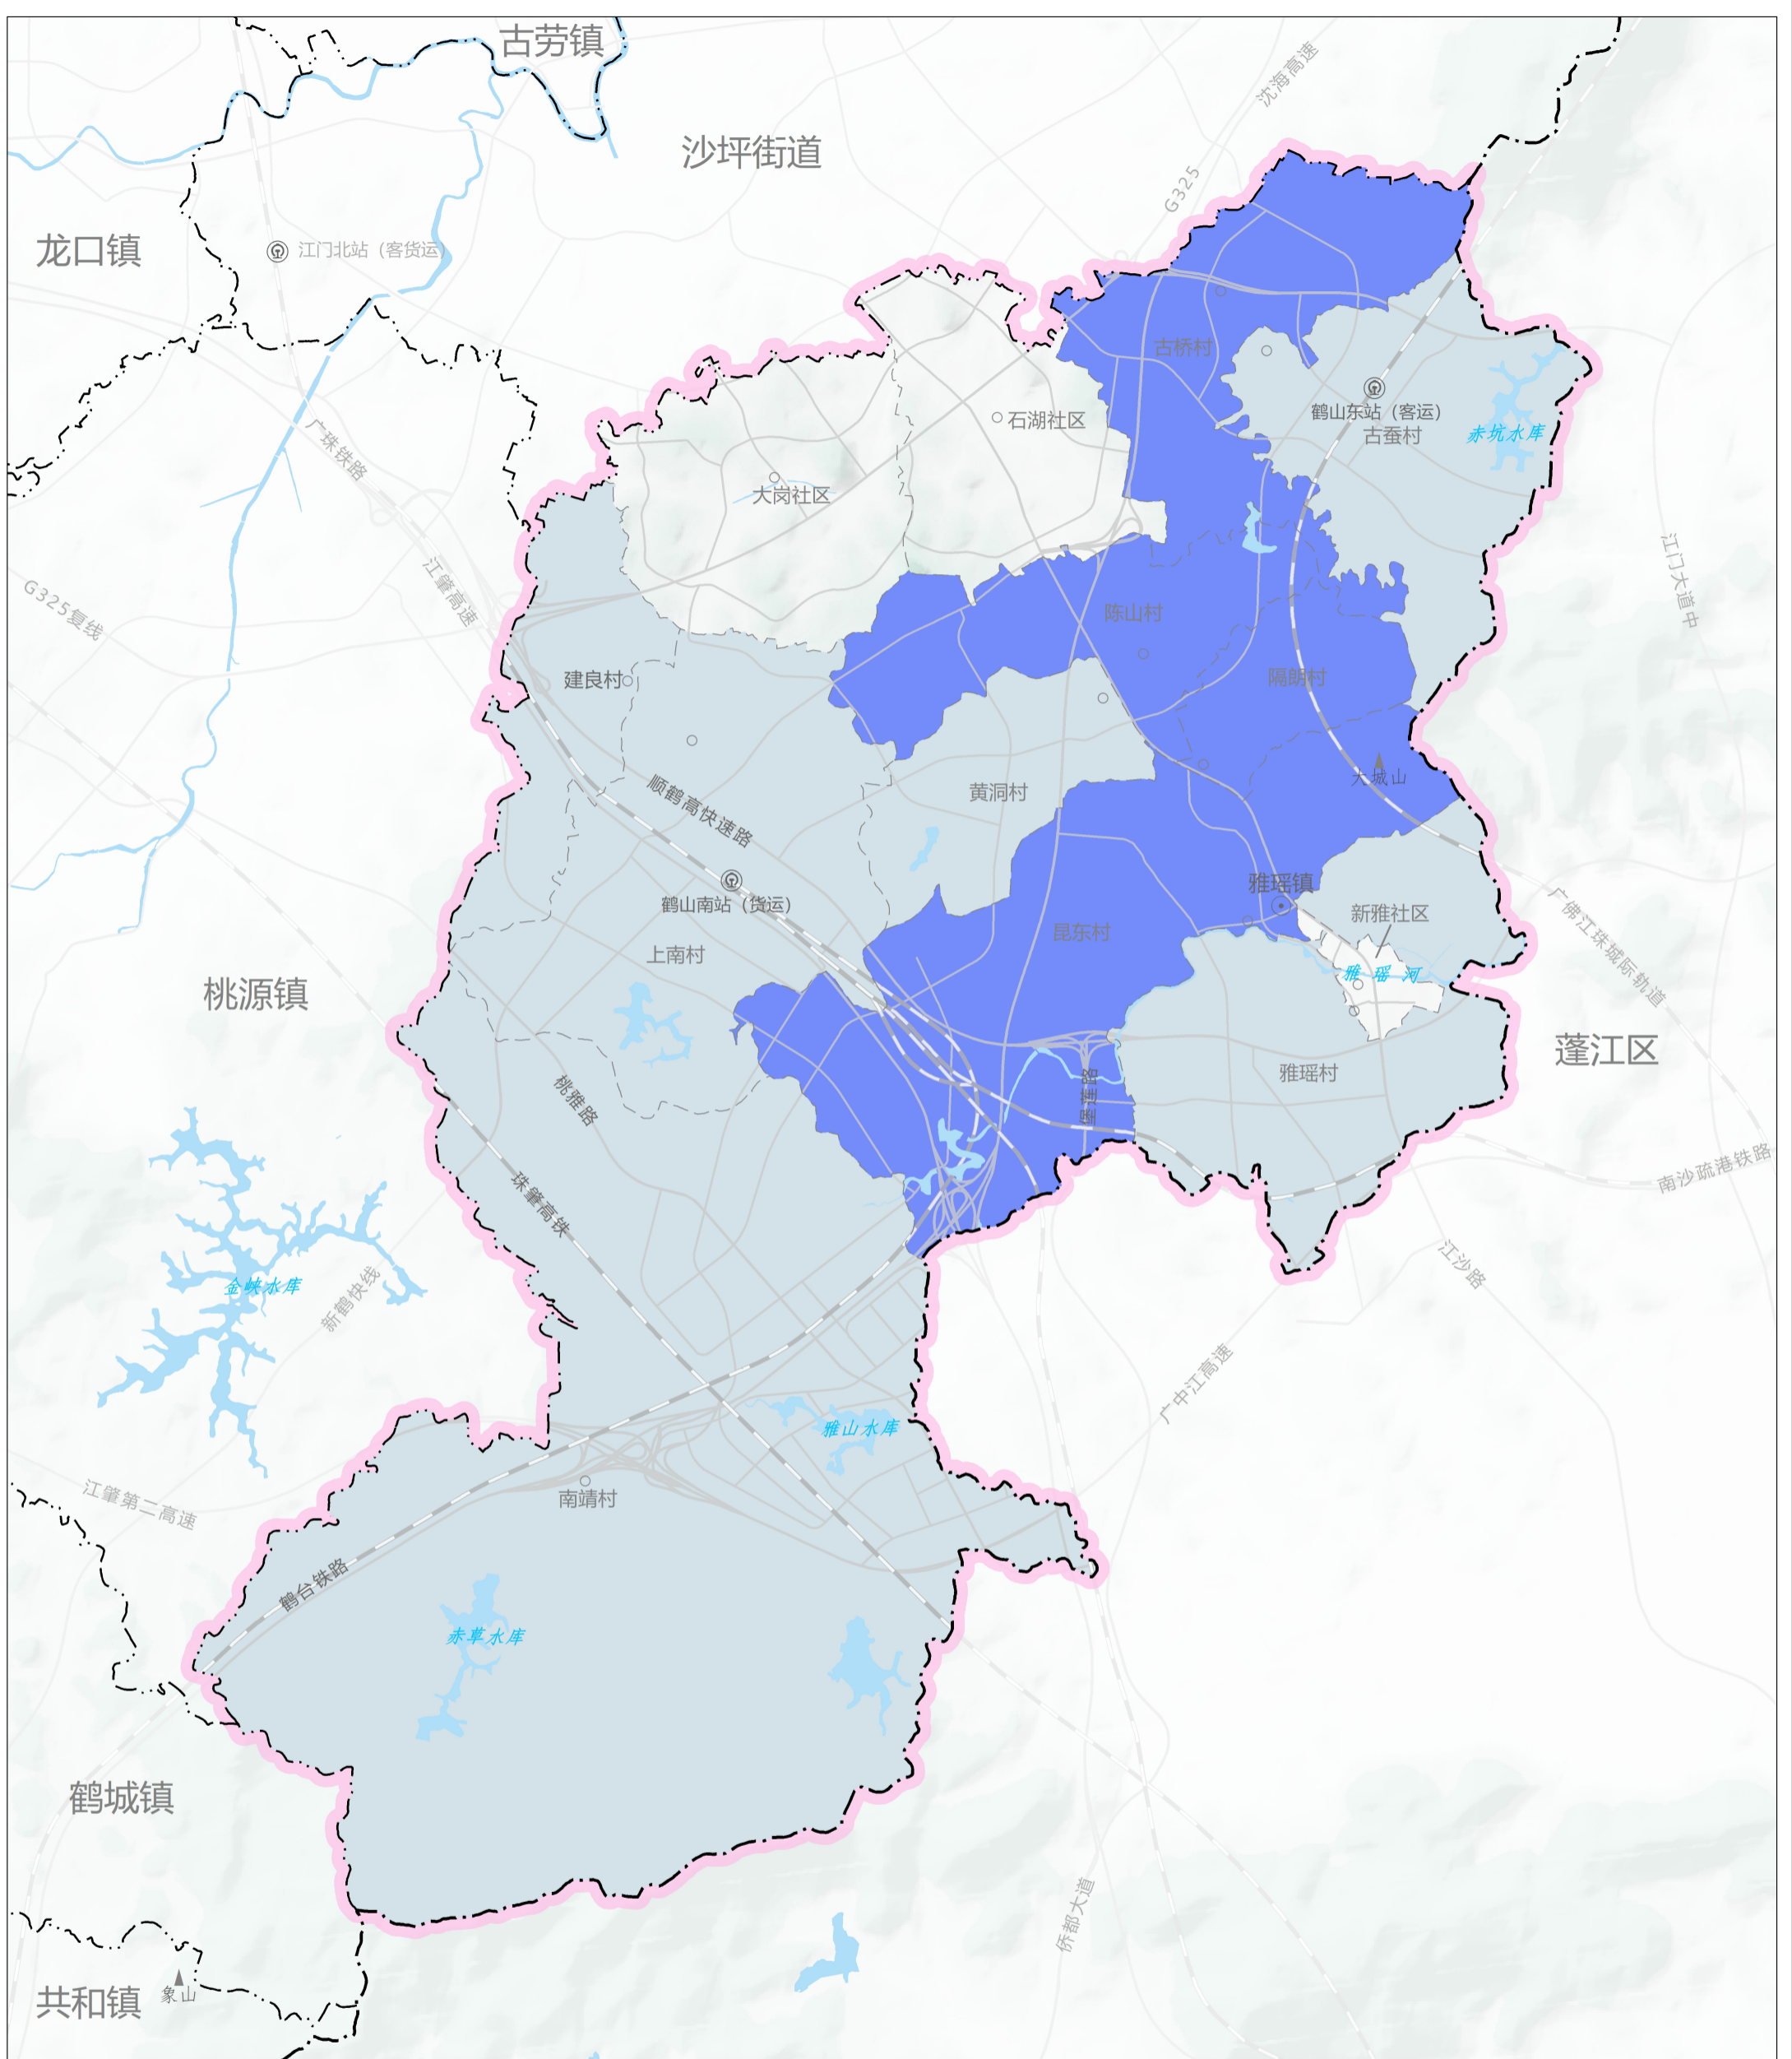 古劳镇
沈海高速
沙坪街道
G325
龙口镇
江门北站（客货运）
古桥村
鹤山东站（客运）
石湖社区
古蚕村
赤坑水库
广珠铁路
大岗社区
江门大道中
江肇高速
G325复线
陈山村
建良村
隔朗村
大城山
黄洞村
顺鹤高快速路
鹤山南站（货运）
雅瑶镇
新雅社区
昆东村
上南村
雅瑶河
广佛江珠城际轨道
桃源镇
蓬江区
雅瑶村
桃雅路
堡莲路
南沙疏港铁路
珠肇高铁
江沙路
金峡水库
新鹤快线
广中江高速
雅山水库
南靖村
江肇第二高速
鹤台铁路
赤草水库
鹤城镇
侨都大道
象山
共和镇